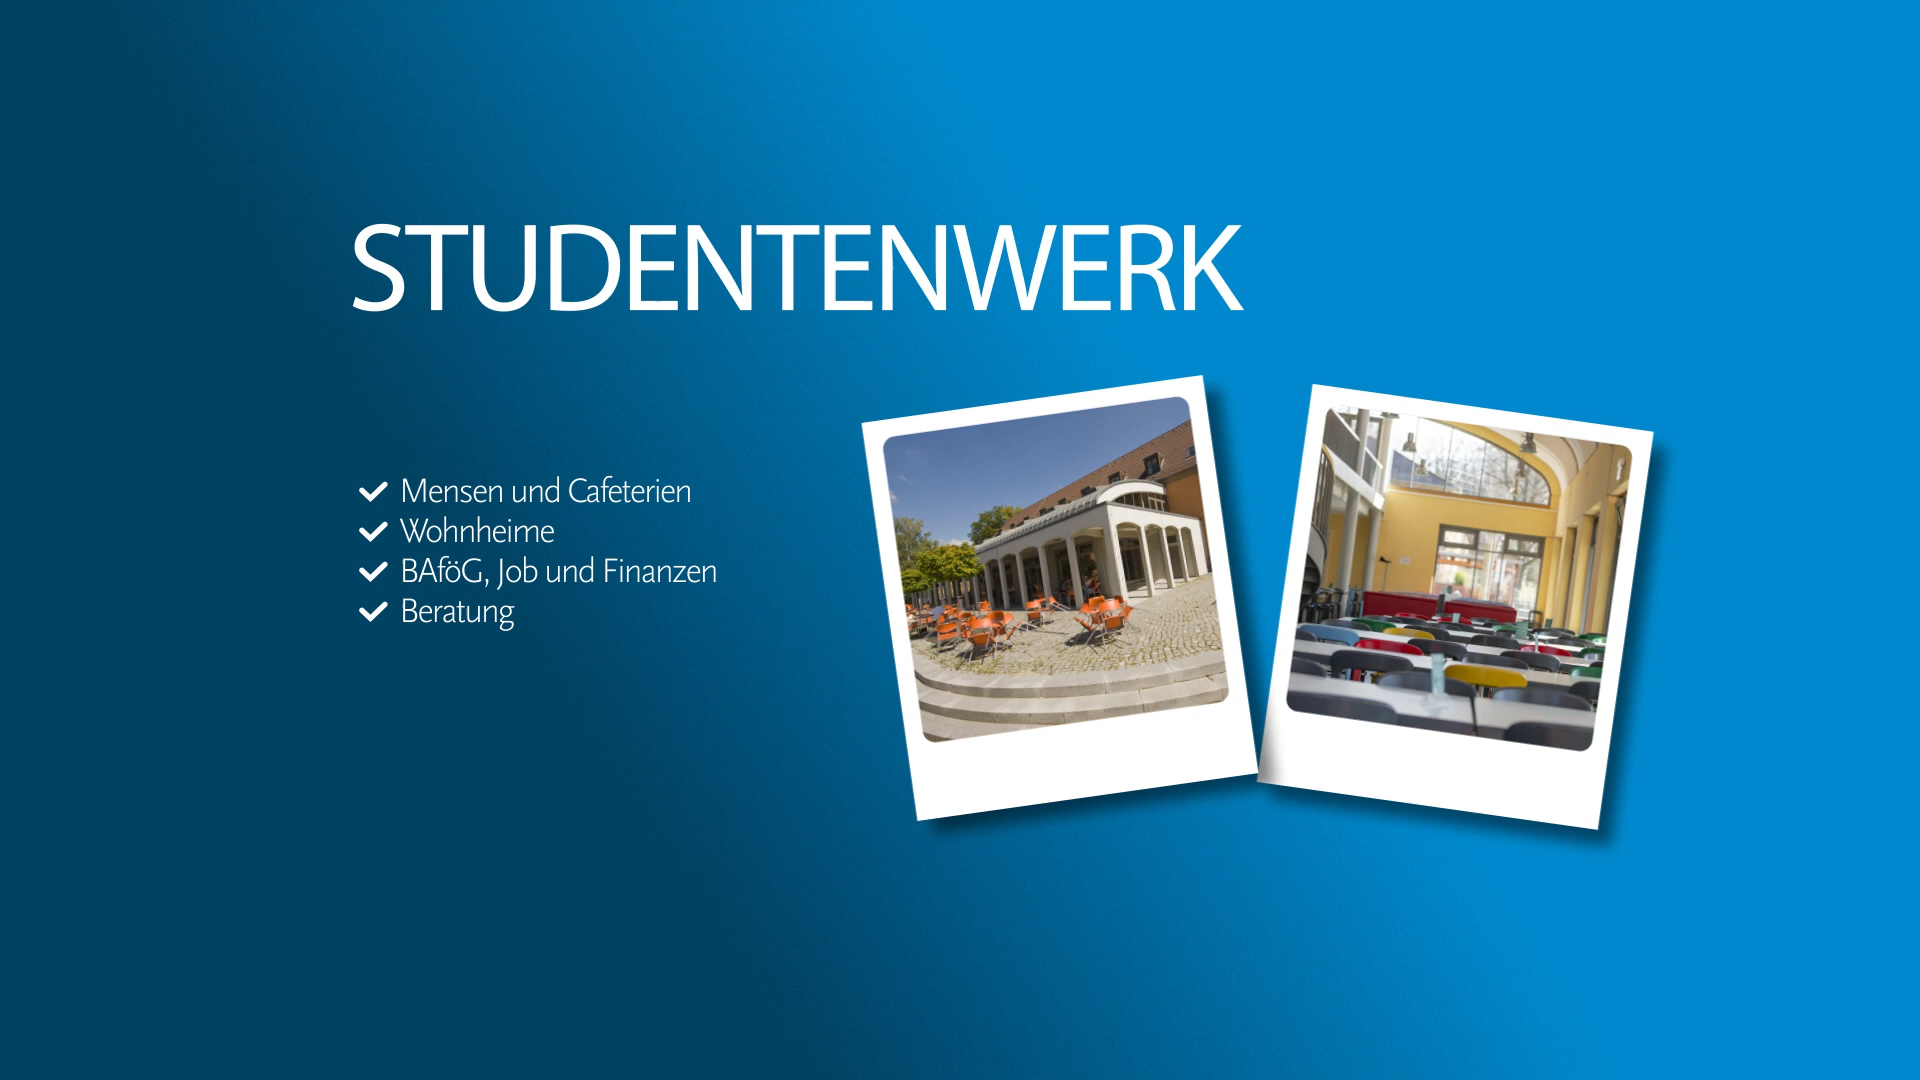 STUDENTENWERK
Mensen und Cafeterien
Wohnheime
BAföG, Job und Finanzen
Beratung